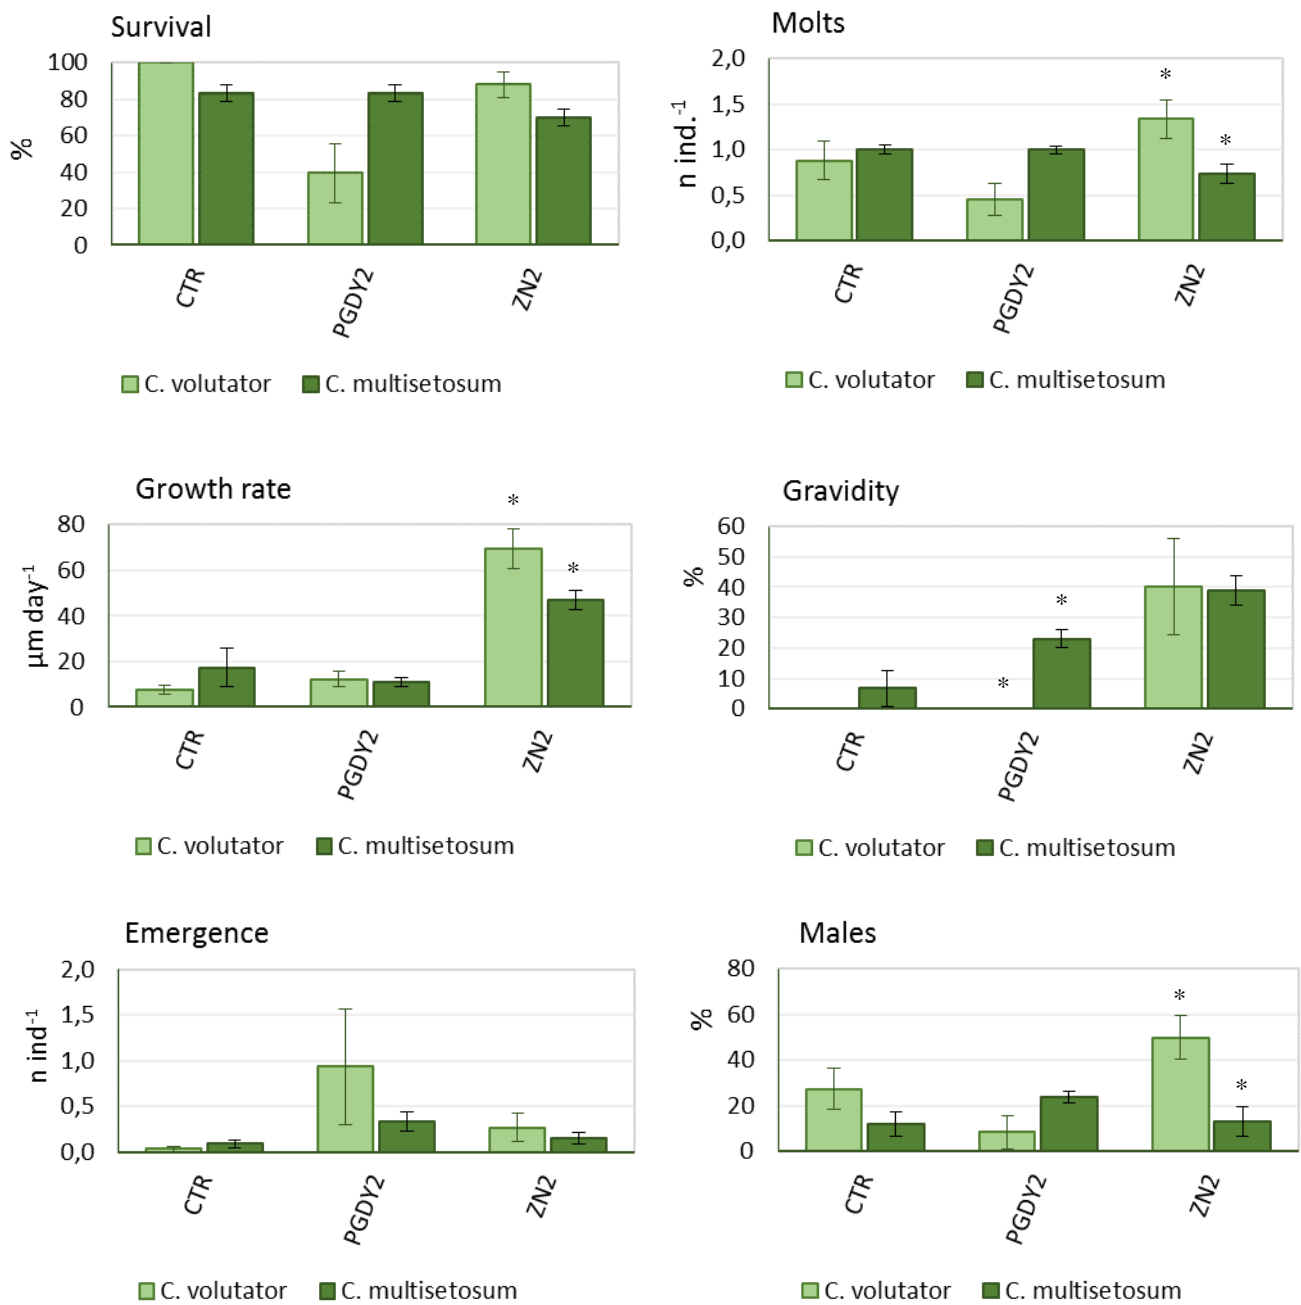 Survival
%
100
80
60
40
20
0
CTR
PGDY2
ZN2
C. volutator
C. multisetosum
Molts
n ind.⁻¹
2,0
1,5
1,0
0,5
0,0
*
*
CTR
PGDY2
ZN2
C. volutator
C. multisetosum
Growth rate
µm day⁻¹
80
60
40
20
0
*
*
CTR
PGDY2
ZN2
C. volutator
C. multisetosum
Gravidity
%
60
50
40
30
20
10
0
*
*
CTR
PGDY2
ZN2
C. volutator
C. multisetosum
Emergence
n ind⁻¹
2,0
1,5
1,0
0,5
0,0
CTR
PGDY2
ZN2
C. volutator
C. multisetosum
Males
%
80
60
40
20
0
*
*
CTR
PGDY2
ZN2
C. volutator
C. multisetosum